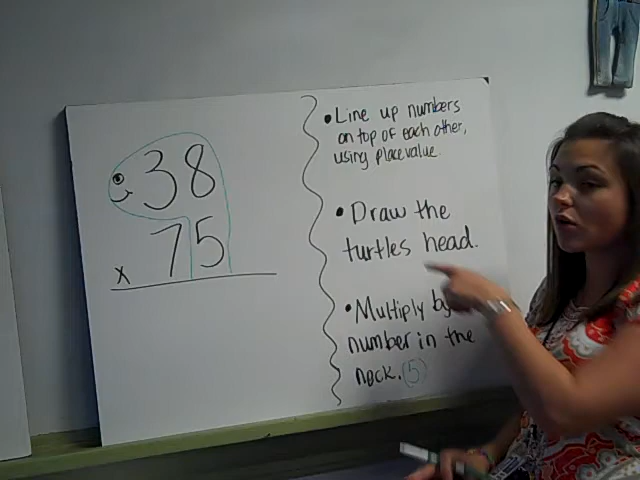 38
75
x
• Line up numbers
on top of each other,
using place value.
• Draw the
turtles head.
• Multiply by
number in the
neck. (5)